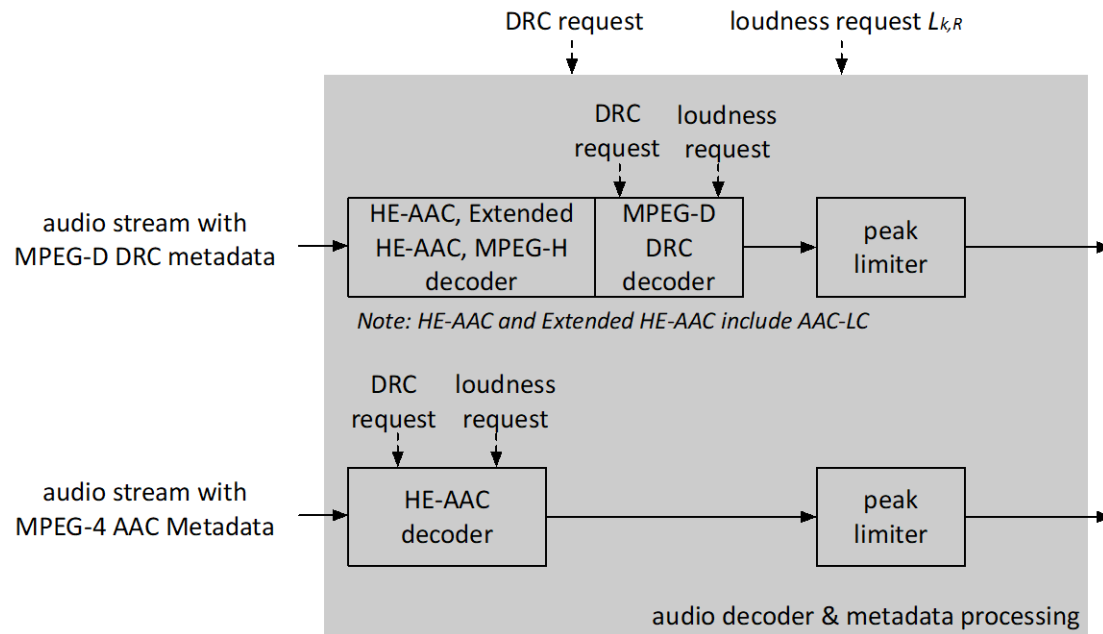 DRC request
loudness request Lk,R
DRC
request
loudness
request
audio stream with
MPEG-D DRC metadata
HE-AAC, Extended
HE-AAC, MPEG-H
decoder
MPEG-D
DRC
decoder
peak
limiter
Note: HE-AAC and Extended HE-AAC include AAC-LC
DRC
request
loudness
request
audio stream with
MPEG-4 AAC Metadata
HE-AAC
decoder
peak
limiter
audio decoder & metadata processing